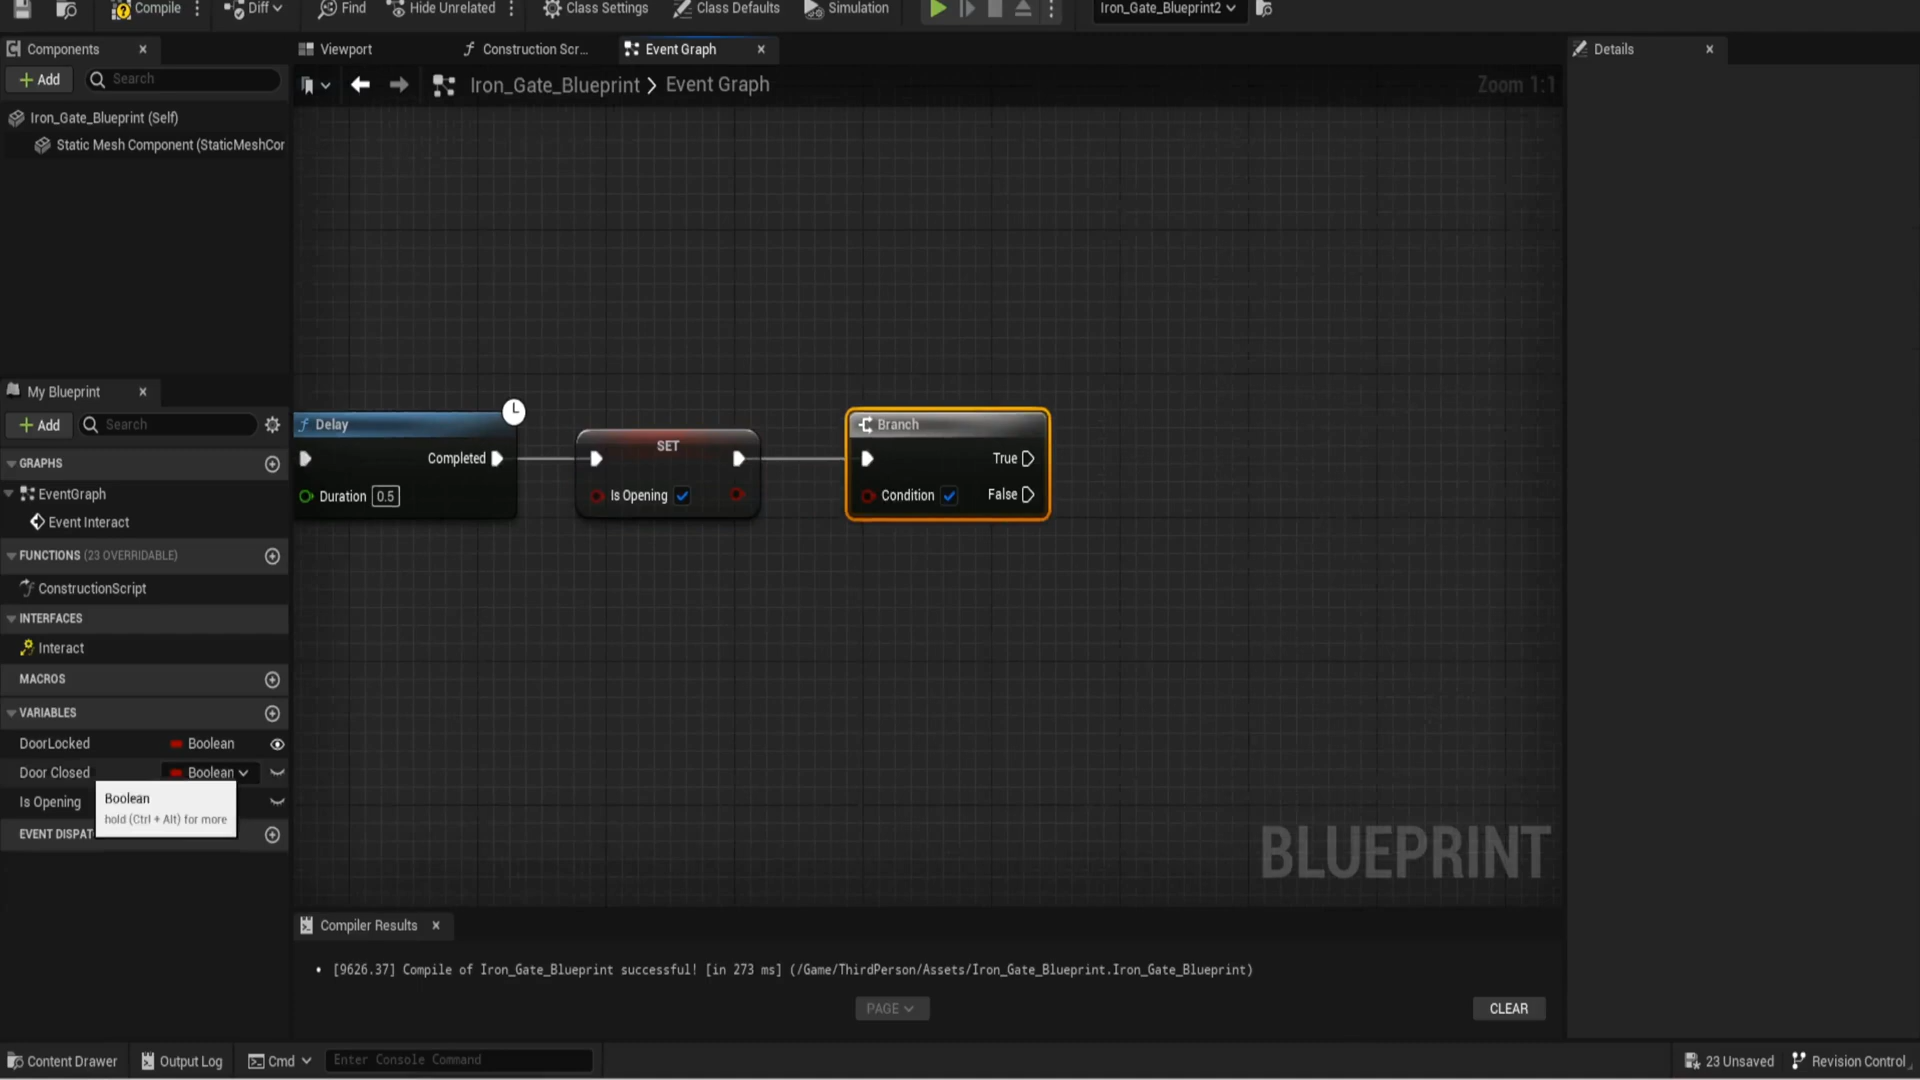 Compile
Diff
Find
Hide Unrelated
Class Settings
Class Defaults
Simulation
Iron_Gate_Blueprint2
Components
Viewport
Construction Scr...
Event Graph
Details
Add
Search
Iron_Gate_Blueprint > Event Graph
Zoom 1:1
Iron_Gate_Blueprint (Self)
Static Mesh Component (StaticMeshCor
My Blueprint
Add
Search
GRAPHS
EventGraph
Event Interact
FUNCTIONS (23 OVERRIDABLE)
ConstructionScript
INTERFACES
Interact
MACROS
VARIABLES
DoorLocked Boolean
Door Closed Boolean
Is Opening
Boolean
hold (Ctrl + Alt) for more
EVENT DISPAT
Delay
Completed
Duration 0.5
SET
Is Opening
Branch
True
Condition
False
BLUEPRINT
Compiler Results
• [9626.37] Compile of Iron_Gate_Blueprint successful! [in 273 ms] (/Game/ThirdPerson/Assets/Iron_Gate_Blueprint.Iron_Gate_Blueprint)
PAGE
CLEAR
Content Drawer
Output Log
Cmd
Enter Console Command
23 Unsaved
Revision Control